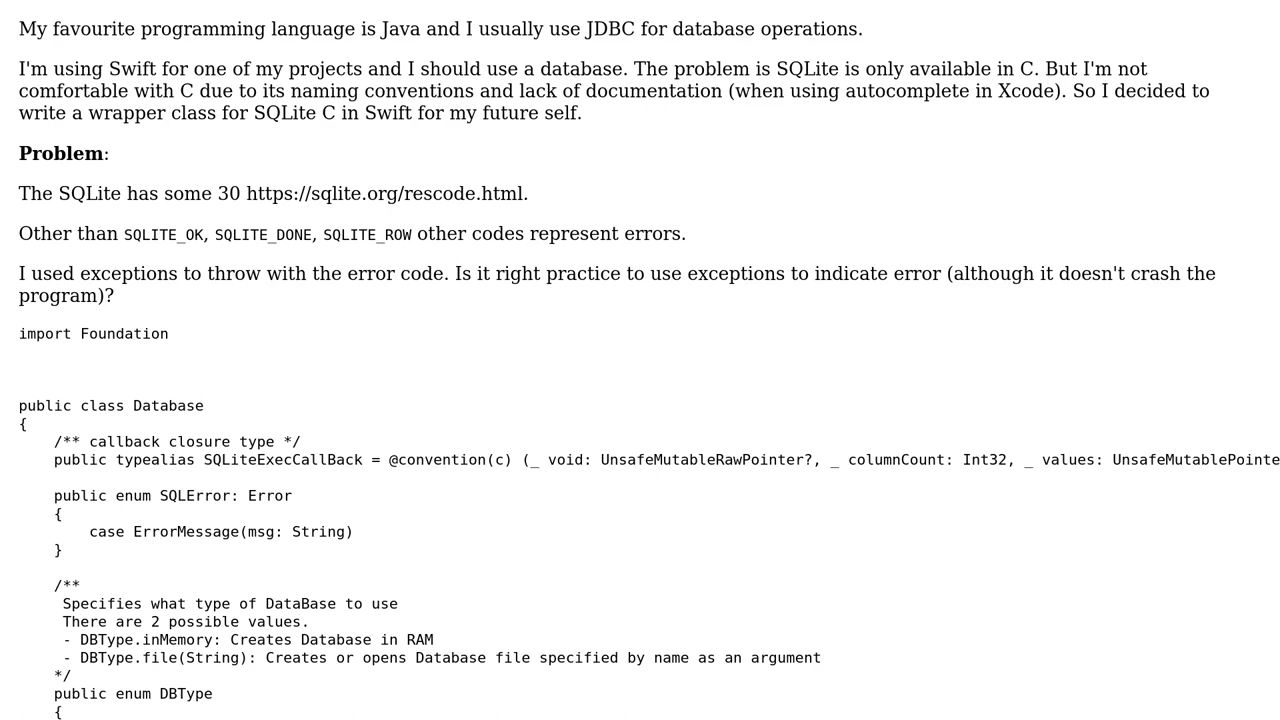 My favourite programming language is Java and I usually use JDBC for database operations.
I'm using Swift for one of my projects and I should use a database. The problem is SQLite is only available in C. But I'm not
comfortable with C due to its naming conventions and lack of documentation (when using autocomplete in Xcode). So I decided to
write a wrapper class for SQLite C in Swift for my future self.
Problem:
The SQLite has some 30 https://sqlite.org/rescode.html.
Other than SQLITE_OK, SQLITE_DONE, SQLITE_ROW other codes represent errors.
I used exceptions to throw with the error code. Is it right practice to use exceptions to indicate error (although it doesn't crash the
program)?
import Foundation
public class Database
{
    /** callback closure type */
    public typealias SQLiteExecCallBack = @convention(c) (_ void: UnsafeMutableRawPointer?, _ columnCount: Int32, _ values: UnsafeMutablePointe
    public enum SQLError: Error
    {
        case ErrorMessage(msg: String)
    }
    /**
     Specifies what type of DataBase to use
     There are 2 possible values.
     - DBType.inMemory: Creates Database in RAM
     - DBType.file(String): Creates or opens Database file specified by name as an argument
    */
    public enum DBType
    {